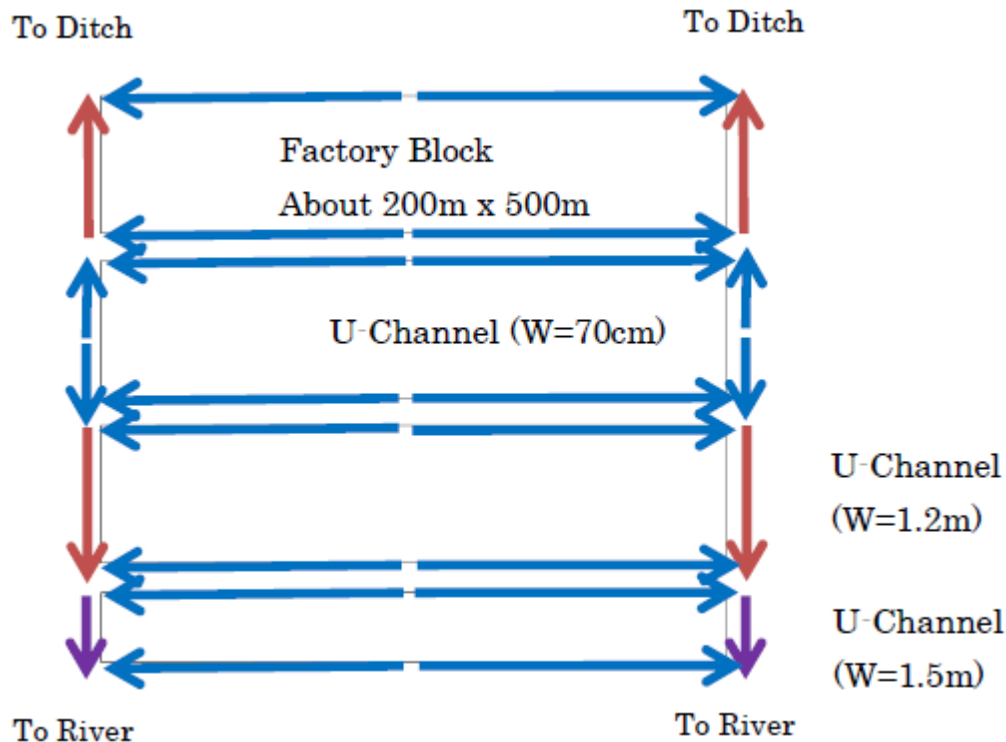 To Ditch
To Ditch
Factory Block
About 200m x 500m
U-Channel (W=70cm)
U-Channel
(W=1.2m)
U-Channel
(W=1.5m)
To River
To River